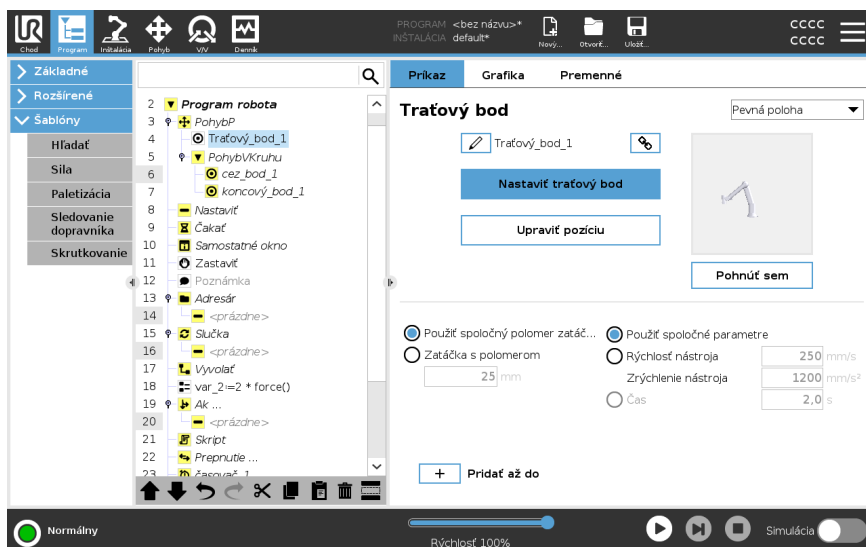 PROGRAM <bez názvu>*
INŠTALÁCIA default*
Chod
Program
Inštalácia
Pohyb
V/V
Denník
Nový...
Otvoriť...
Uložiť...
CCCC
CCCC
Základné
Rozšírené
Šablóny
Hľadať
Sila
Paletizácia
Sledovanie
dopravníka
Skrutkovanie
2 Program robota
3 PohybP
4 Traťový_bod_1
5 PohybVKruhu
6 cez_bod_1
7 koncový_bod_1
8 Nastaviť
9 Čakať
10 Samostatné okno
11 Zastaviť
12 Poznámka
13 Adresár
14 <prázdne>
15 Slučka
16 <prázdne>
17 Vyvolať
18 var_2≔2 * force()
19 Ak ...
20 <prázdne>
21 Skript
22 Prepnutie ...
23 časovač_1
Príkaz
Grafika
Premenné
Traťový bod
Pevná poloha
Traťový_bod_1
Nastaviť traťový bod
Upraviť pozíciu
Pohnúť sem
Použiť spoločný polomer zatáč...
Zatáčka s polomerom
25 mm
Použiť spoločné parametre
Rýchlosť nástroja 250 mm/s
Zrýchlenie nástroja 1200 mm/s²
Čas 2,0 s
+ Pridať až do
Normálny
Rýchlosť 100%
Simulácia